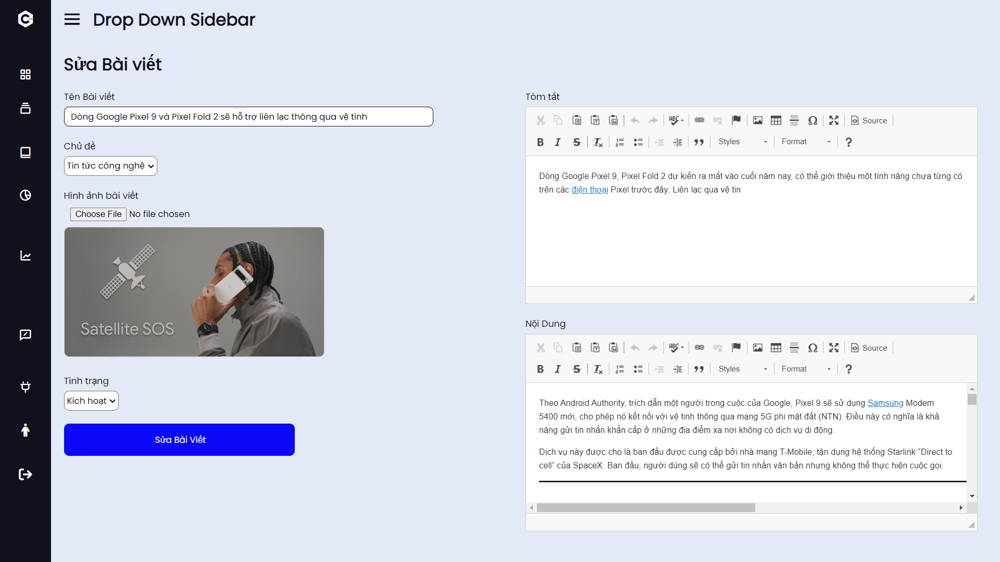 Drop Down Sidebar
Sửa Bài viết
Tên Bài viết
Dòng Google Pixel 9 và Pixel Fold 2 sẽ hỗ trợ liên lạc thông qua vệ tinh
Chủ đề
Tin tức công nghệ
Hình ảnh bài viết
Choose File No file chosen
Satellite SOS
Tình trạng
Kích hoạt
Sửa Bài Viết
Tóm tắt
ABC
Source
B I S Tx
Styles
Format
?
Dòng Google Pixel 9, Pixel Fold 2 dự kiến ra mắt vào cuối năm nay, có thể giới thiệu một tính năng chưa từng có
trên các điện thoại Pixel trước đây: Liên lạc qua vệ tin
Nội Dung
ABC
Source
B I S Tx
Styles
Format
?
Theo Android Authority, trích dẫn một người trong cuộc của Google, Pixel 9 sẽ sử dụng Samsung Modem
5400 mới, cho phép nó kết nối với vệ tinh thông qua mạng 5G phi mặt đất (NTN). Điều này có nghĩa là khả
năng gửi tin nhắn khẩn cấp ở những địa điểm xa nơi không có dịch vụ di động.
Dịch vụ này được cho là ban đầu được cung cấp bởi nhà mạng T-Mobile, tận dụng hệ thống Starlink “Direct to
cell” của SpaceX. Ban đầu, người dùng sẽ có thể gửi tin nhắn văn bản nhưng không thể thực hiện cuộc gọi.